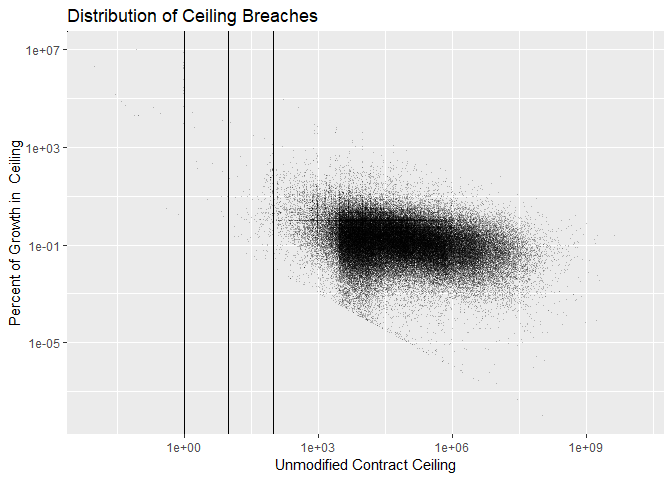 Distribution of Ceiling Breaches
Percent of Growth in  Ceiling
1e+07
1e+03
1e-01
1e-05
1e+00
1e+03
1e+06
1e+09
Unmodified Contract Ceiling